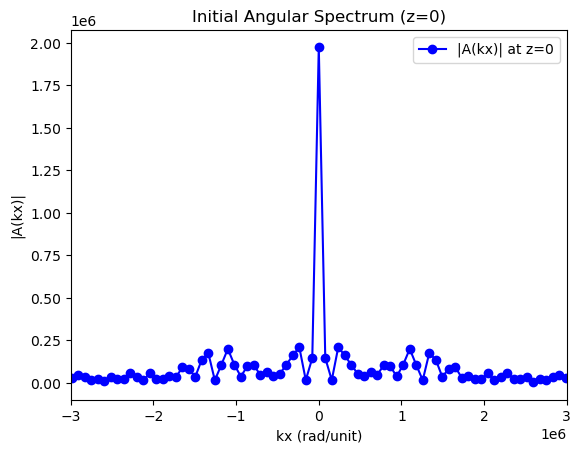 Initial Angular Spectrum (z=0)
1e6
|A(kx)| at z=0
2.00
1.75
1.50
1.25
1.00
0.75
0.50
0.25
0.00
|A(kx)|
−3
−2
−1
0
1
2
3
kx (rad/unit)
1e6